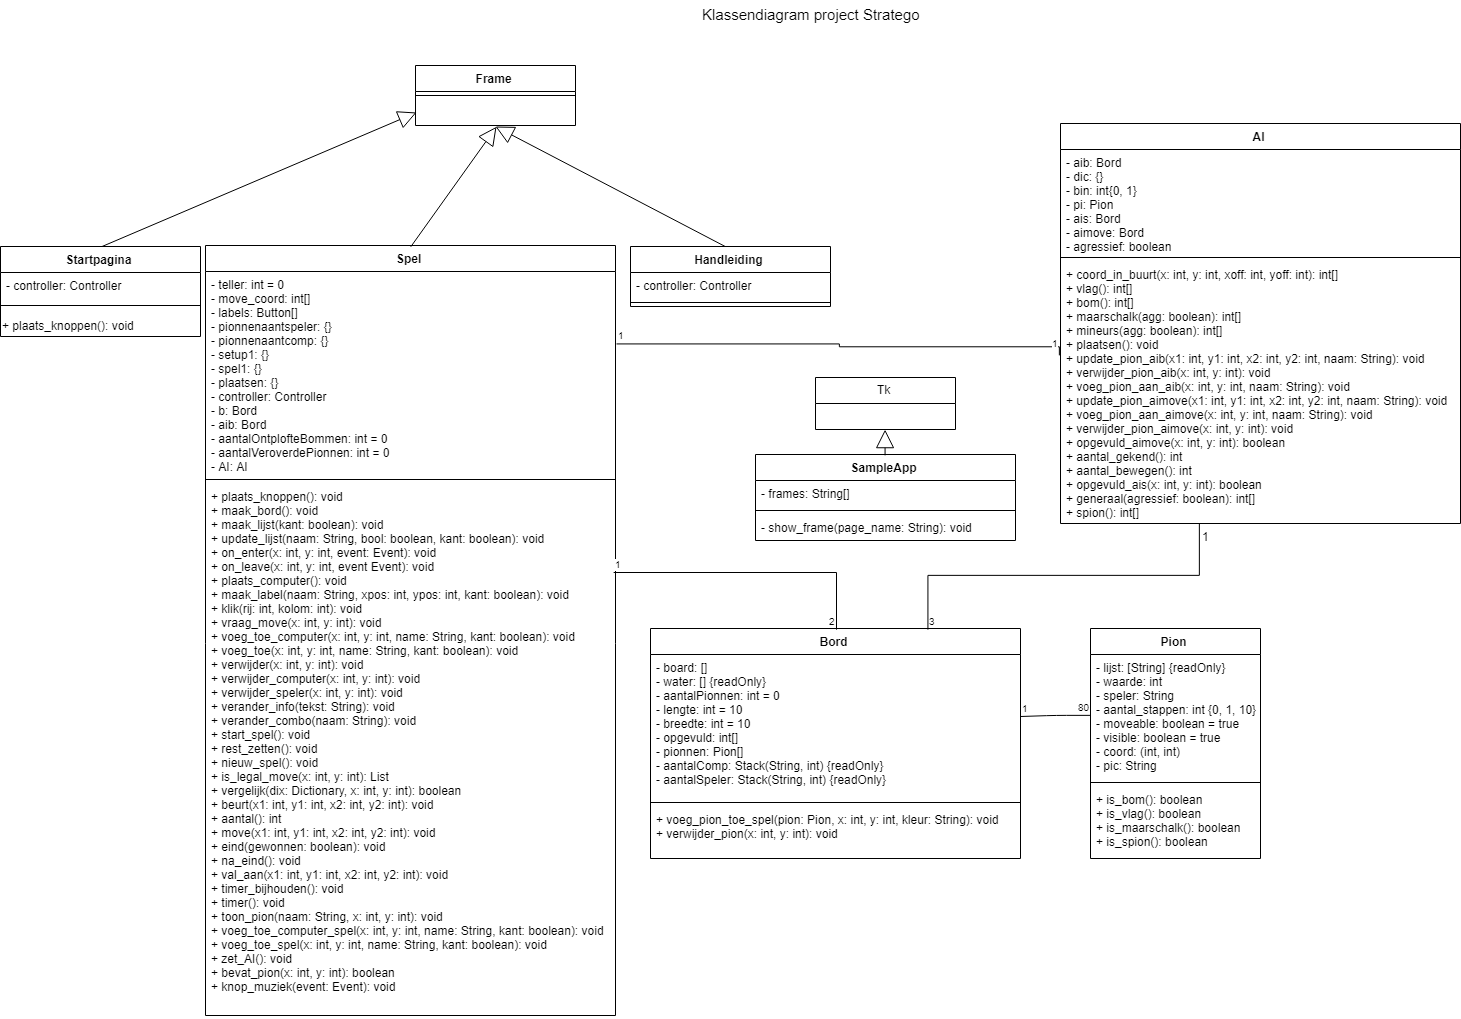 Klassendiagram project Stratego
Frame
Startpagina
- controller: Controller
+ plaats_knoppen(): void
Spel
- teller: int = 0
- move_coord: int[]
- labels: Button[]
- pionnenaantspeler: {}
- pionnenaantcomp: {}
- setup1: {}
- spel1: {}
- plaatsen: {}
- controller: Controller
- b: Bord
- aib: Bord
- aantalOntplofteBommen: int = 0
- aantalVeroverdePionnen: int = 0
- AI: AI
+ plaats_knoppen(): void
+ maak_bord(): void
+ maak_lijst(kant: boolean): void
+ update_lijst(naam: String, bool: boolean, kant: boolean): void
+ on_enter(x: int, y: int, event: Event): void
+ on_leave(x: int, y: int, event Event): void
+ plaats_computer(): void
+ maak_label(naam: String, xpos: int, ypos: int, kant: boolean): void
+ klik(rij: int, kolom: int): void
+ vraag_move(x: int, y: int): void
+ voeg_toe_computer(x: int, y: int, name: String, kant: boolean): void
+ voeg_toe(x: int, y: int, name: String, kant: boolean): void
+ verwijder(x: int, y: int): void
+ verwijder_computer(x: int, y: int): void
+ verwijder_speler(x: int, y: int): void
+ verander_info(tekst: String): void
+ verander_combo(naam: String): void
+ start_spel(): void
+ rest_zetten(): void
+ nieuw_spel(): void
+ is_legal_move(x: int, y: int): List
+ vergelijk(dix: Dictionary, x: int, y: int): boolean
+ beurt(x1: int, y1: int, x2: int, y2: int): void
+ aantal(): int
+ move(x1: int, y1: int, x2: int, y2: int): void
+ eind(gewonnen: boolean): void
+ na_eind(): void
+ val_aan(x1: int, y1: int, x2: int, y2: int): void
+ timer_bijhouden(): void
+ timer(): void
+ toon_pion(naam: String, x: int, y: int): void
+ voeg_toe_computer_spel(x: int, y: int, name: String, kant: boolean): void
+ voeg_toe_spel(x: int, y: int, name: String, kant: boolean): void
+ zet_AI(): void
+ bevat_pion(x: int, y: int): boolean
+ knop_muziek(event: Event): void
Handleiding
- controller: Controller
1
1
AI
- aib: Bord
- dic: {}
- bin: int{0, 1}
- pi: Pion
- ais: Bord
- aimove: Bord
- agressief: boolean
+ coord_in_buurt(x: int, y: int, xoff: int, yoff: int): int[]
+ vlag(): int[]
+ bom(): int[]
+ maarschalk(agg: boolean): int[]
+ mineurs(agg: boolean): int[]
+ plaatsen(): void
+ update_pion_aib(x1: int, y1: int, x2: int, y2: int, naam: String): void
+ verwijder_pion_aib(x: int, y: int): void
+ voeg_pion_aan_aib(x: int, y: int, naam: String): void
+ update_pion_aimove(x1: int, y1: int, x2: int, y2: int, naam: String): void
+ voeg_pion_aan_aimove(x: int, y: int, naam: String): void
+ verwijder_pion_aimove(x: int, y: int): void
+ opgevuld_aimove(x: int, y: int): boolean
+ aantal_gekend(): int
+ aantal_bewegen(): int
+ opgevuld_ais(x: int, y: int): boolean
+ generaal(agressief: boolean): int[]
+ spion(): int[]
Tk
SampleApp
- frames: String[]
- show_frame(page_name: String): void
1
1
2
3
Bord
- board: []
- water: [] {readOnly}
- aantalPionnen: int = 0
- lengte: int = 10
- breedte: int = 10
- opgevuld: int[]
- pionnen: Pion[]
- aantalComp: Stack(String, int) {readOnly}
- aantalSpeler: Stack(String, int) {readOnly}
+ voeg_pion_toe_spel(pion: Pion, x: int, y: int, kleur: String): void
+ verwijder_pion(x: int, y: int): void
1
80
Pion
- lijst: [String] {readOnly}
- waarde: int
- speler: String
- aantal_stappen: int {0, 1, 10}
- moveable: boolean = true
- visible: boolean = true
- coord: (int, int)
- pic: String
+ is_bom(): boolean
+ is_vlag(): boolean
+ is_maarschalk(): boolean
+ is_spion(): boolean